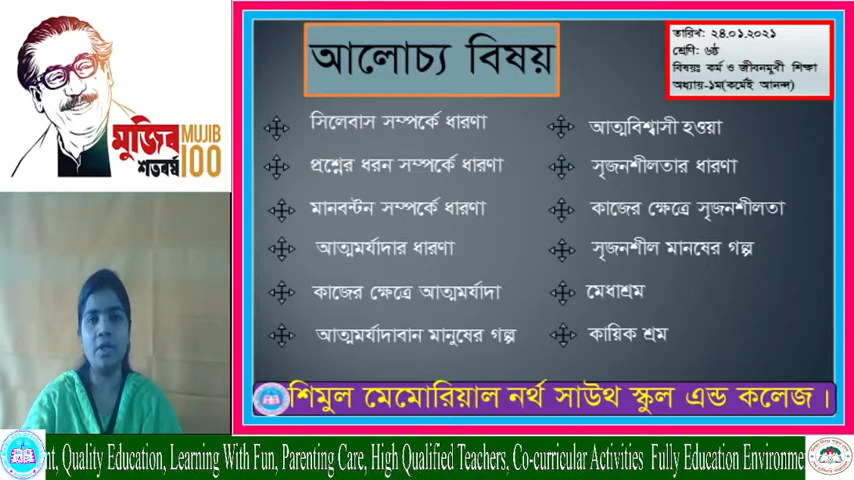 মুজিব
শতবর্ষ
MUJIB
100
আলোচ্য বিষয়
তারিখ: ২৪.০১.২০২১
শ্রেণি: ৬ষ্ঠ
বিষয়ঃ কর্ম ও জীবনমুখী শিক্ষা
অধ্যায়-১ম(কর্মেই আনন্দ)
সিলেবাস সম্পর্কে ধারণা
প্রশ্নের ধরন সম্পর্কে ধারণা
মানবন্টন সম্পর্কে ধারণা
আত্মমর্যাদার ধারণা
কাজের ক্ষেত্রে আত্মমর্যাদা
আত্মমর্যাদাবান মানুষের গল্প
আত্মবিশ্বাসী হওয়া
সৃজনশীলতার ধারণা
কাজের ক্ষেত্রে সৃজনশীলতা
সৃজনশীল মানষের গল্প
মেধাশ্রম
কায়িক শ্রম
শিমুল মেমোরিয়াল নর্থ সাউথ স্কুল এন্ড কলেজ।
nt, Quality Education, Learning With Fun, Parenting Care, High Qualified Teachers, Co-curricular Activities Fully Education Environme